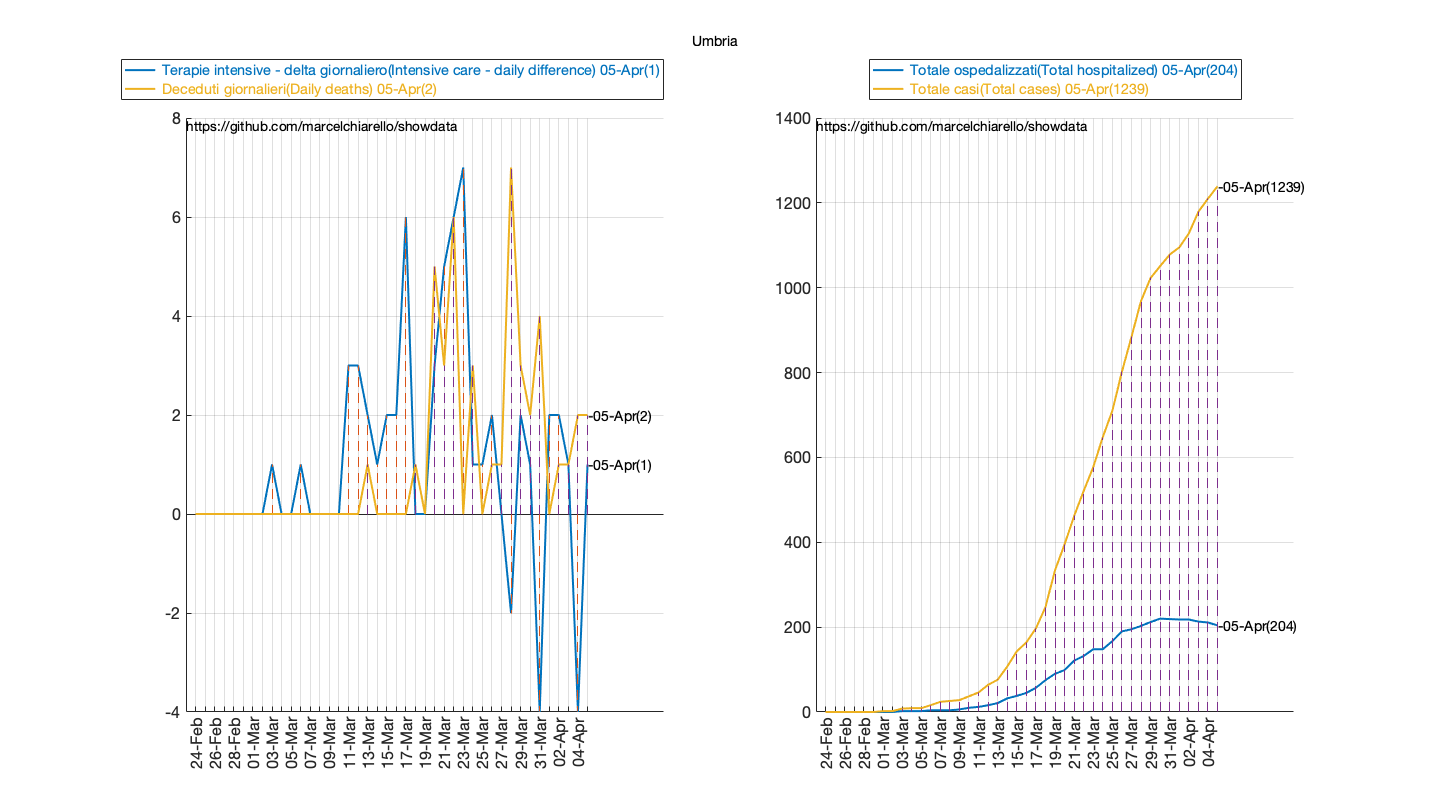 Umbria
Terapie intensive - delta giornaliero(Intensive care - daily difference) 05-Apr(1)
Deceduti giornalieri(Daily deaths) 05-Apr(2)
https://github.com/marcelchiarello/showdata
8
6
4
2
0
-2
-4
-05-Apr(2)
-05-Apr(1)
24-Feb
26-Feb
28-Feb
01-Mar
03-Mar
05-Mar
07-Mar
09-Mar
11-Mar
13-Mar
15-Mar
17-Mar
19-Mar
21-Mar
23-Mar
25-Mar
27-Mar
29-Mar
31-Mar
02-Apr
04-Apr
Totale ospedalizzati(Total hospitalized) 05-Apr(204)
Totale casi(Total cases) 05-Apr(1239)
https://github.com/marcelchiarello/showdata
1400
1200
1000
800
600
400
200
0
-05-Apr(1239)
-05-Apr(204)
24-Feb
26-Feb
28-Feb
01-Mar
03-Mar
05-Mar
07-Mar
09-Mar
11-Mar
13-Mar
15-Mar
17-Mar
19-Mar
21-Mar
23-Mar
25-Mar
27-Mar
29-Mar
31-Mar
02-Apr
04-Apr